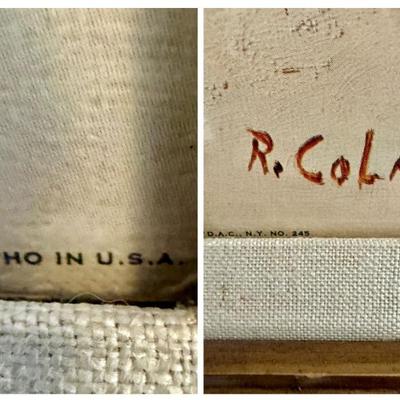 HO IN U.S.A.
R. COL
D.A.C., N.Y. NO. 245